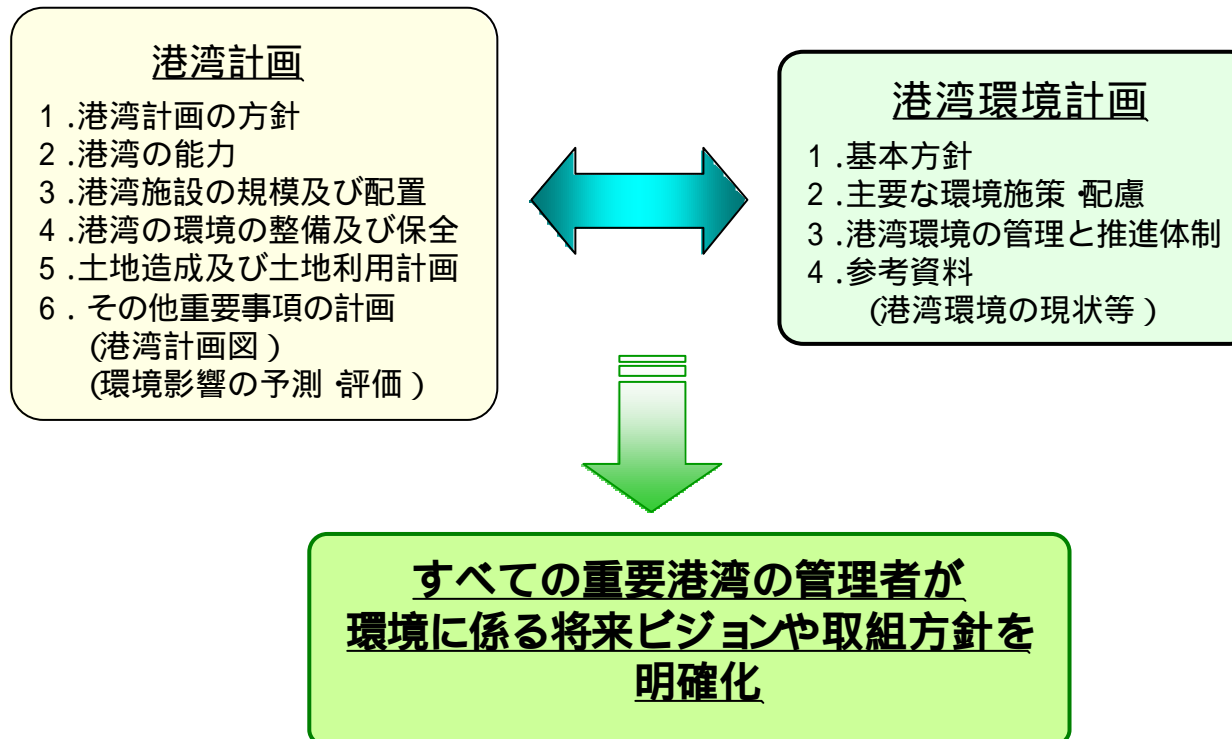 港湾計画
1.港湾計画の方針
2.港湾の能力
3.港湾施設の規模及び配置
4.港湾の環境の整備及び保全
5.土地造成及び土地利用計画
6.その他重要事項の計画
(港湾計画図)
(環境影響の予測・評価)
港湾環境計画
1.基本方針
2.主要な環境施策・配慮
3.港湾環境の管理と推進体制
4.参考資料
(港湾環境の現状等)
すべての重要港湾の管理者が
環境に係る将来ビジョンや取組方針を
明確化